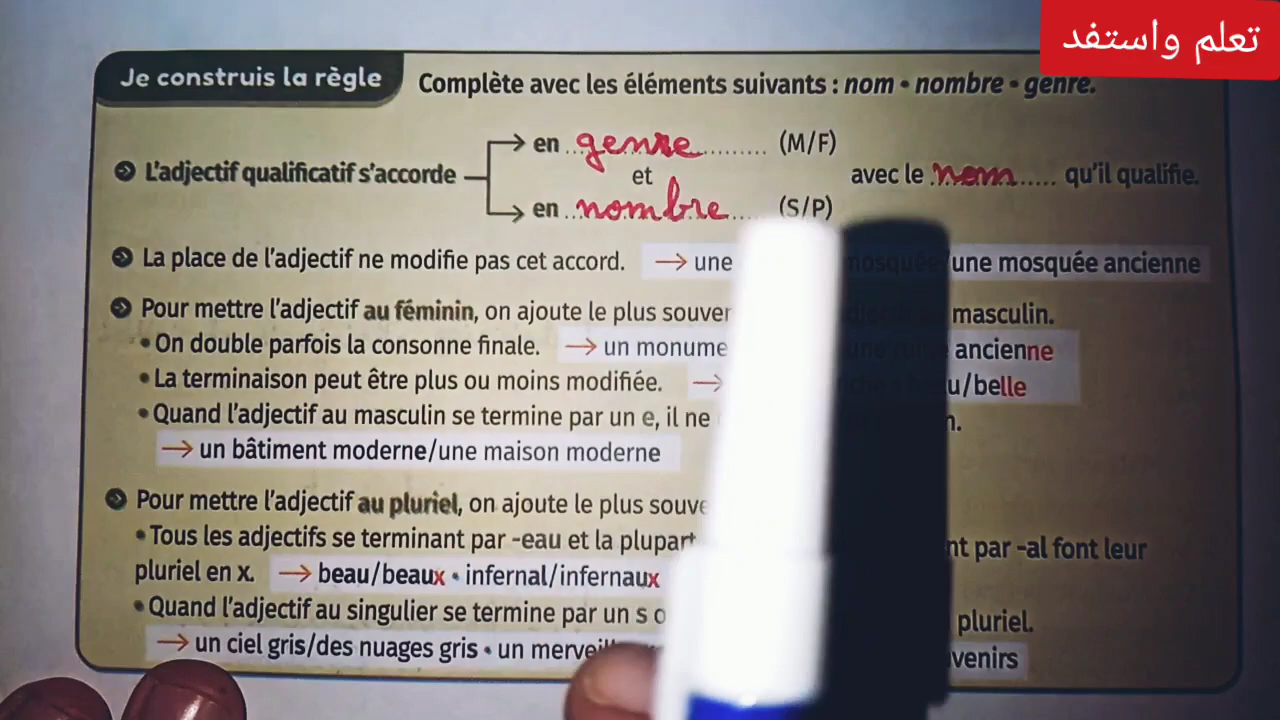 تعلم واستفد
Je construis la règle Complète avec les éléments suivants : nom • nombre • genre.
en genre (M/F)
L'adjectif qualificatif s'accorde et avec le nom qu'il qualifie.
en nombre (S/P)
La place de l'adjectif ne modifie pas cet accord. → une mosquée/une mosquée ancienne
Pour mettre l'adjectif au féminin, on ajoute le plus souver masculin.
• On double parfois la consonne finale. → un monume ancienne
• La terminaison peut être plus ou moins modifiée. → u/belle
• Quand l'adjectif au masculin se termine par un e, il ne n.
→ un bâtiment moderne/une maison moderne
Pour mettre l'adjectif au pluriel, on ajoute le plus souve
• Tous les adjectifs se terminant par -eau et la plupart nt par -al font leur
pluriel en x. → beau/beaux • infernal/infernaux
• Quand l'adjectif au singulier se termine par un s o pluriel.
→ un ciel gris/des nuages gris • un mervei venirs